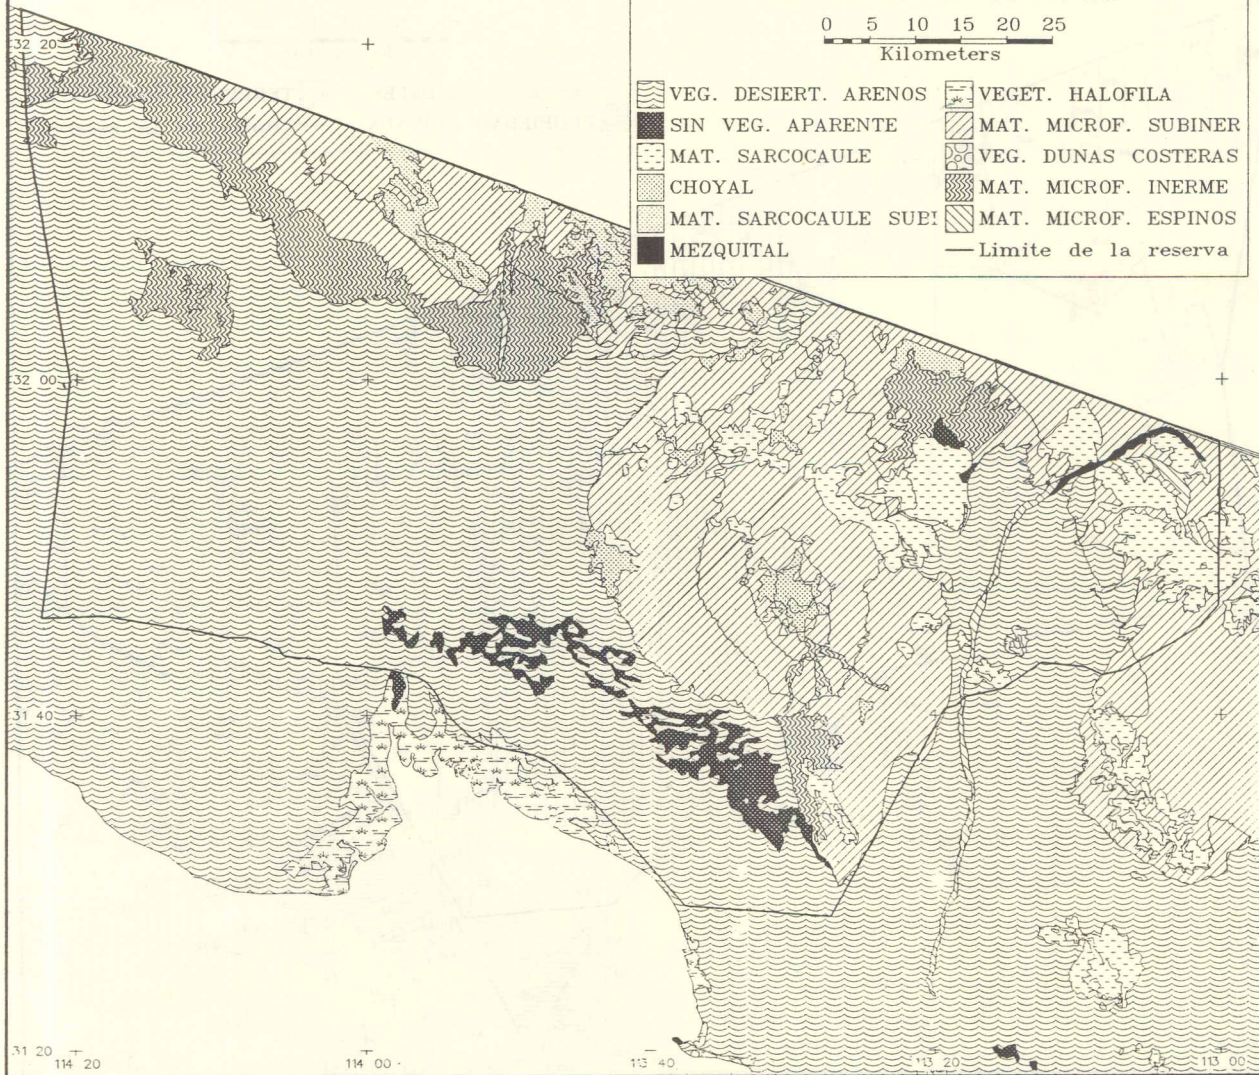 0 5 10 15 20 25
Kilometers
VEG. DESIERT. ARENOS
SIN VEG. APARENTE
MAT. SARCOCAULE
CHOYAL
MAT. SARCOCAULE SUBI
MEZQUITAL
VEGET. HALOFILA
MAT. MICROF. SUBINER
VEG. DUNAS COSTERAS
MAT. MICROF. INERME
MAT. MICROF. ESPINOS
Limite de la reserva
32 20
32 00
31 40
31 20
114 20
114 00
113 40
113 20
113 00